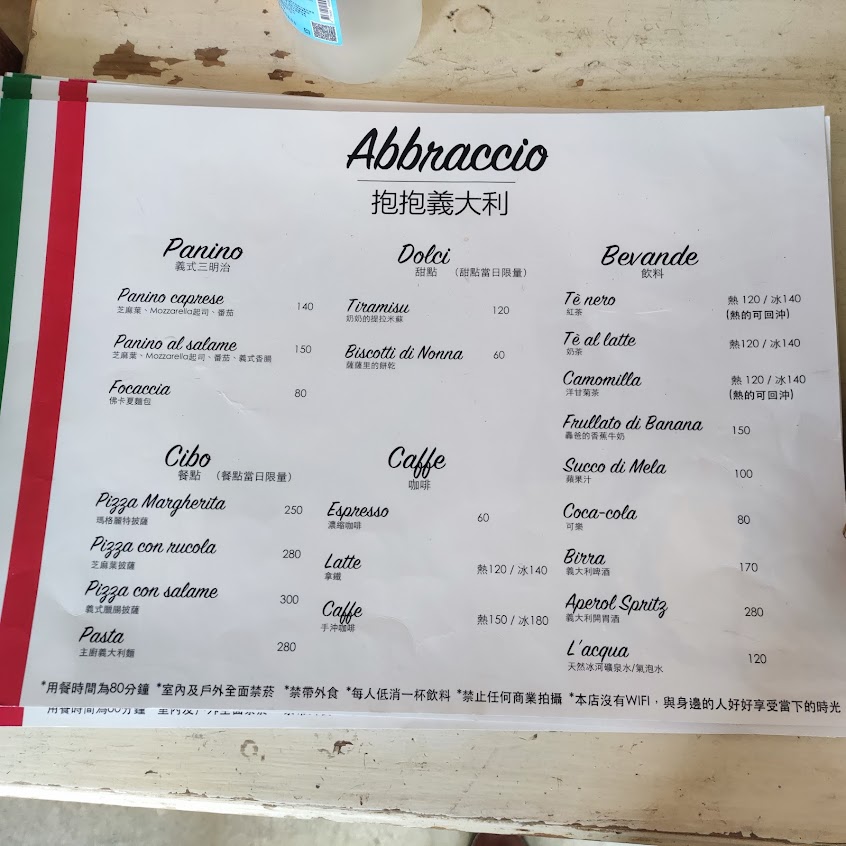 Abbraccio
抱抱義大利
Panino
義式三明治
Panino caprese 140
芝麻葉、Mozzarella起司、番茄
Panino al salame 150
芝麻葉、Mozzarella起司、番茄、義式香腸
Focaccia 80
佛卡夏麵包
Dolci
甜點 （甜點當日限量）
Tiramisu 120
奶奶的提拉米蘇
Biscotti di Nonna 60
薩薩里的餅乾
Bevande
飲料
Tè nero 熱 120 / 冰140
紅茶 (熱的可回沖)
Tè al latte 熱120 / 冰140
奶茶
Camomilla 熱 120 / 冰140
洋甘菊茶 (熱的可回沖)
Frullato di Banana 150
轟爸的香蕉牛奶
Succo di Mela 100
蘋果汁
Coca-cola 80
可樂
Birra 170
義大利啤酒
Aperol Spritz 280
義大利開胃酒
L'acqua 120
天然冰河礦泉水/氣泡水
Cibo
餐點 （餐點當日限量）
Pizza Margherita 250
瑪格麗特披薩
Pizza con rucola 280
芝麻葉披薩
Pizza con salame 300
義式臘腸披薩
Pasta 280
主廚義大利麵
Caffe
咖啡
Espresso 60
濃縮咖啡
Latte 熱120 / 冰140
拿鐵
Caffe 熱150 / 冰180
手沖咖啡
*用餐時間為80分鐘 *室內及戶外全面禁菸 *禁帶外食 *每人低消一杯飲料 *禁止任何商業拍攝 *本店沒有WIFI，與身邊的人好好享受當下的時光